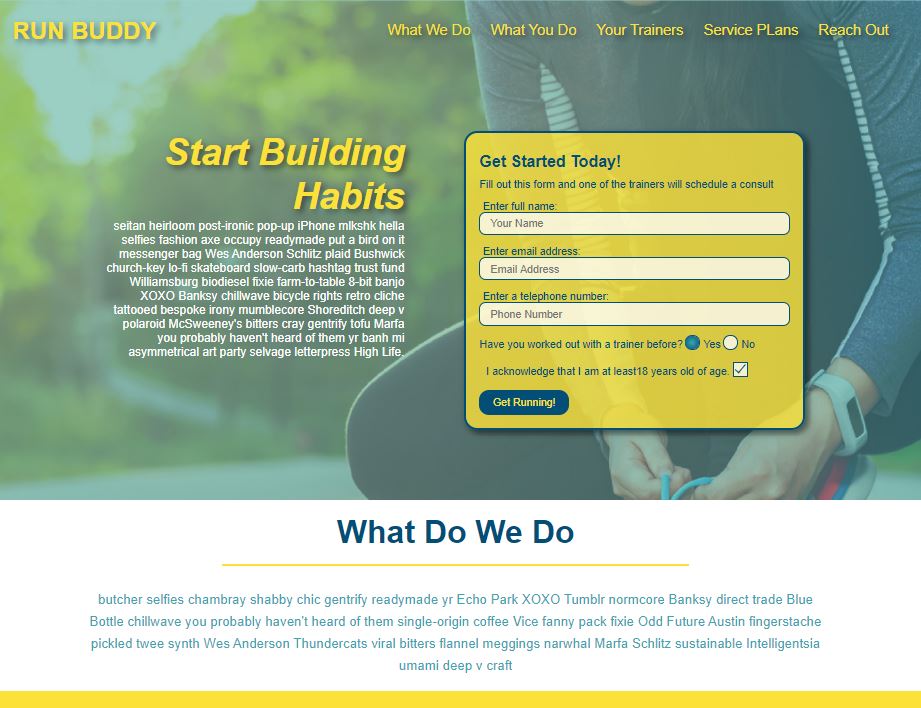 RUN BUDDY
What We Do
What You Do
Your Trainers
Service PLans
Reach Out
Start Building
Habits
seitan heirloom post-ironic pop-up iPhone mlkshk hella
selfies fashion axe occupy readymade put a bird on it
messenger bag Wes Anderson Schlitz plaid Bushwick
church-key lo-fi skateboard slow-carb hashtag trust fund
Williamsburg biodiesel fixie farm-to-table 8-bit banjo
XOXO Banksy chillwave bicycle rights retro cliche
tattooed bespoke irony mumblecore Shoreditch deep v
polaroid McSweeney's bitters cray gentrify tofu Marfa
you probably haven't heard of them yr banh mi
asymmetrical art party selvage letterpress High Life.
Get Started Today!
Fill out this form and one of the trainers will schedule a consult
Enter full name:
Your Name
Enter email address:
Email Address
Enter a telephone number:
Phone Number
Have you worked out with a trainer before? Yes No
I acknowledge that I am at least18 years old of age.
Get Running!
What Do We Do
butcher selfies chambray shabby chic gentrify readymade yr Echo Park XOXO Tumblr normcore Banksy direct trade Blue
Bottle chillwave you probably haven't heard of them single-origin coffee Vice fanny pack fixie Odd Future Austin fingerstache
pickled twee synth Wes Anderson Thundercats viral bitters flannel meggings narwhal Marfa Schlitz sustainable Intelligentsia
umami deep v craft